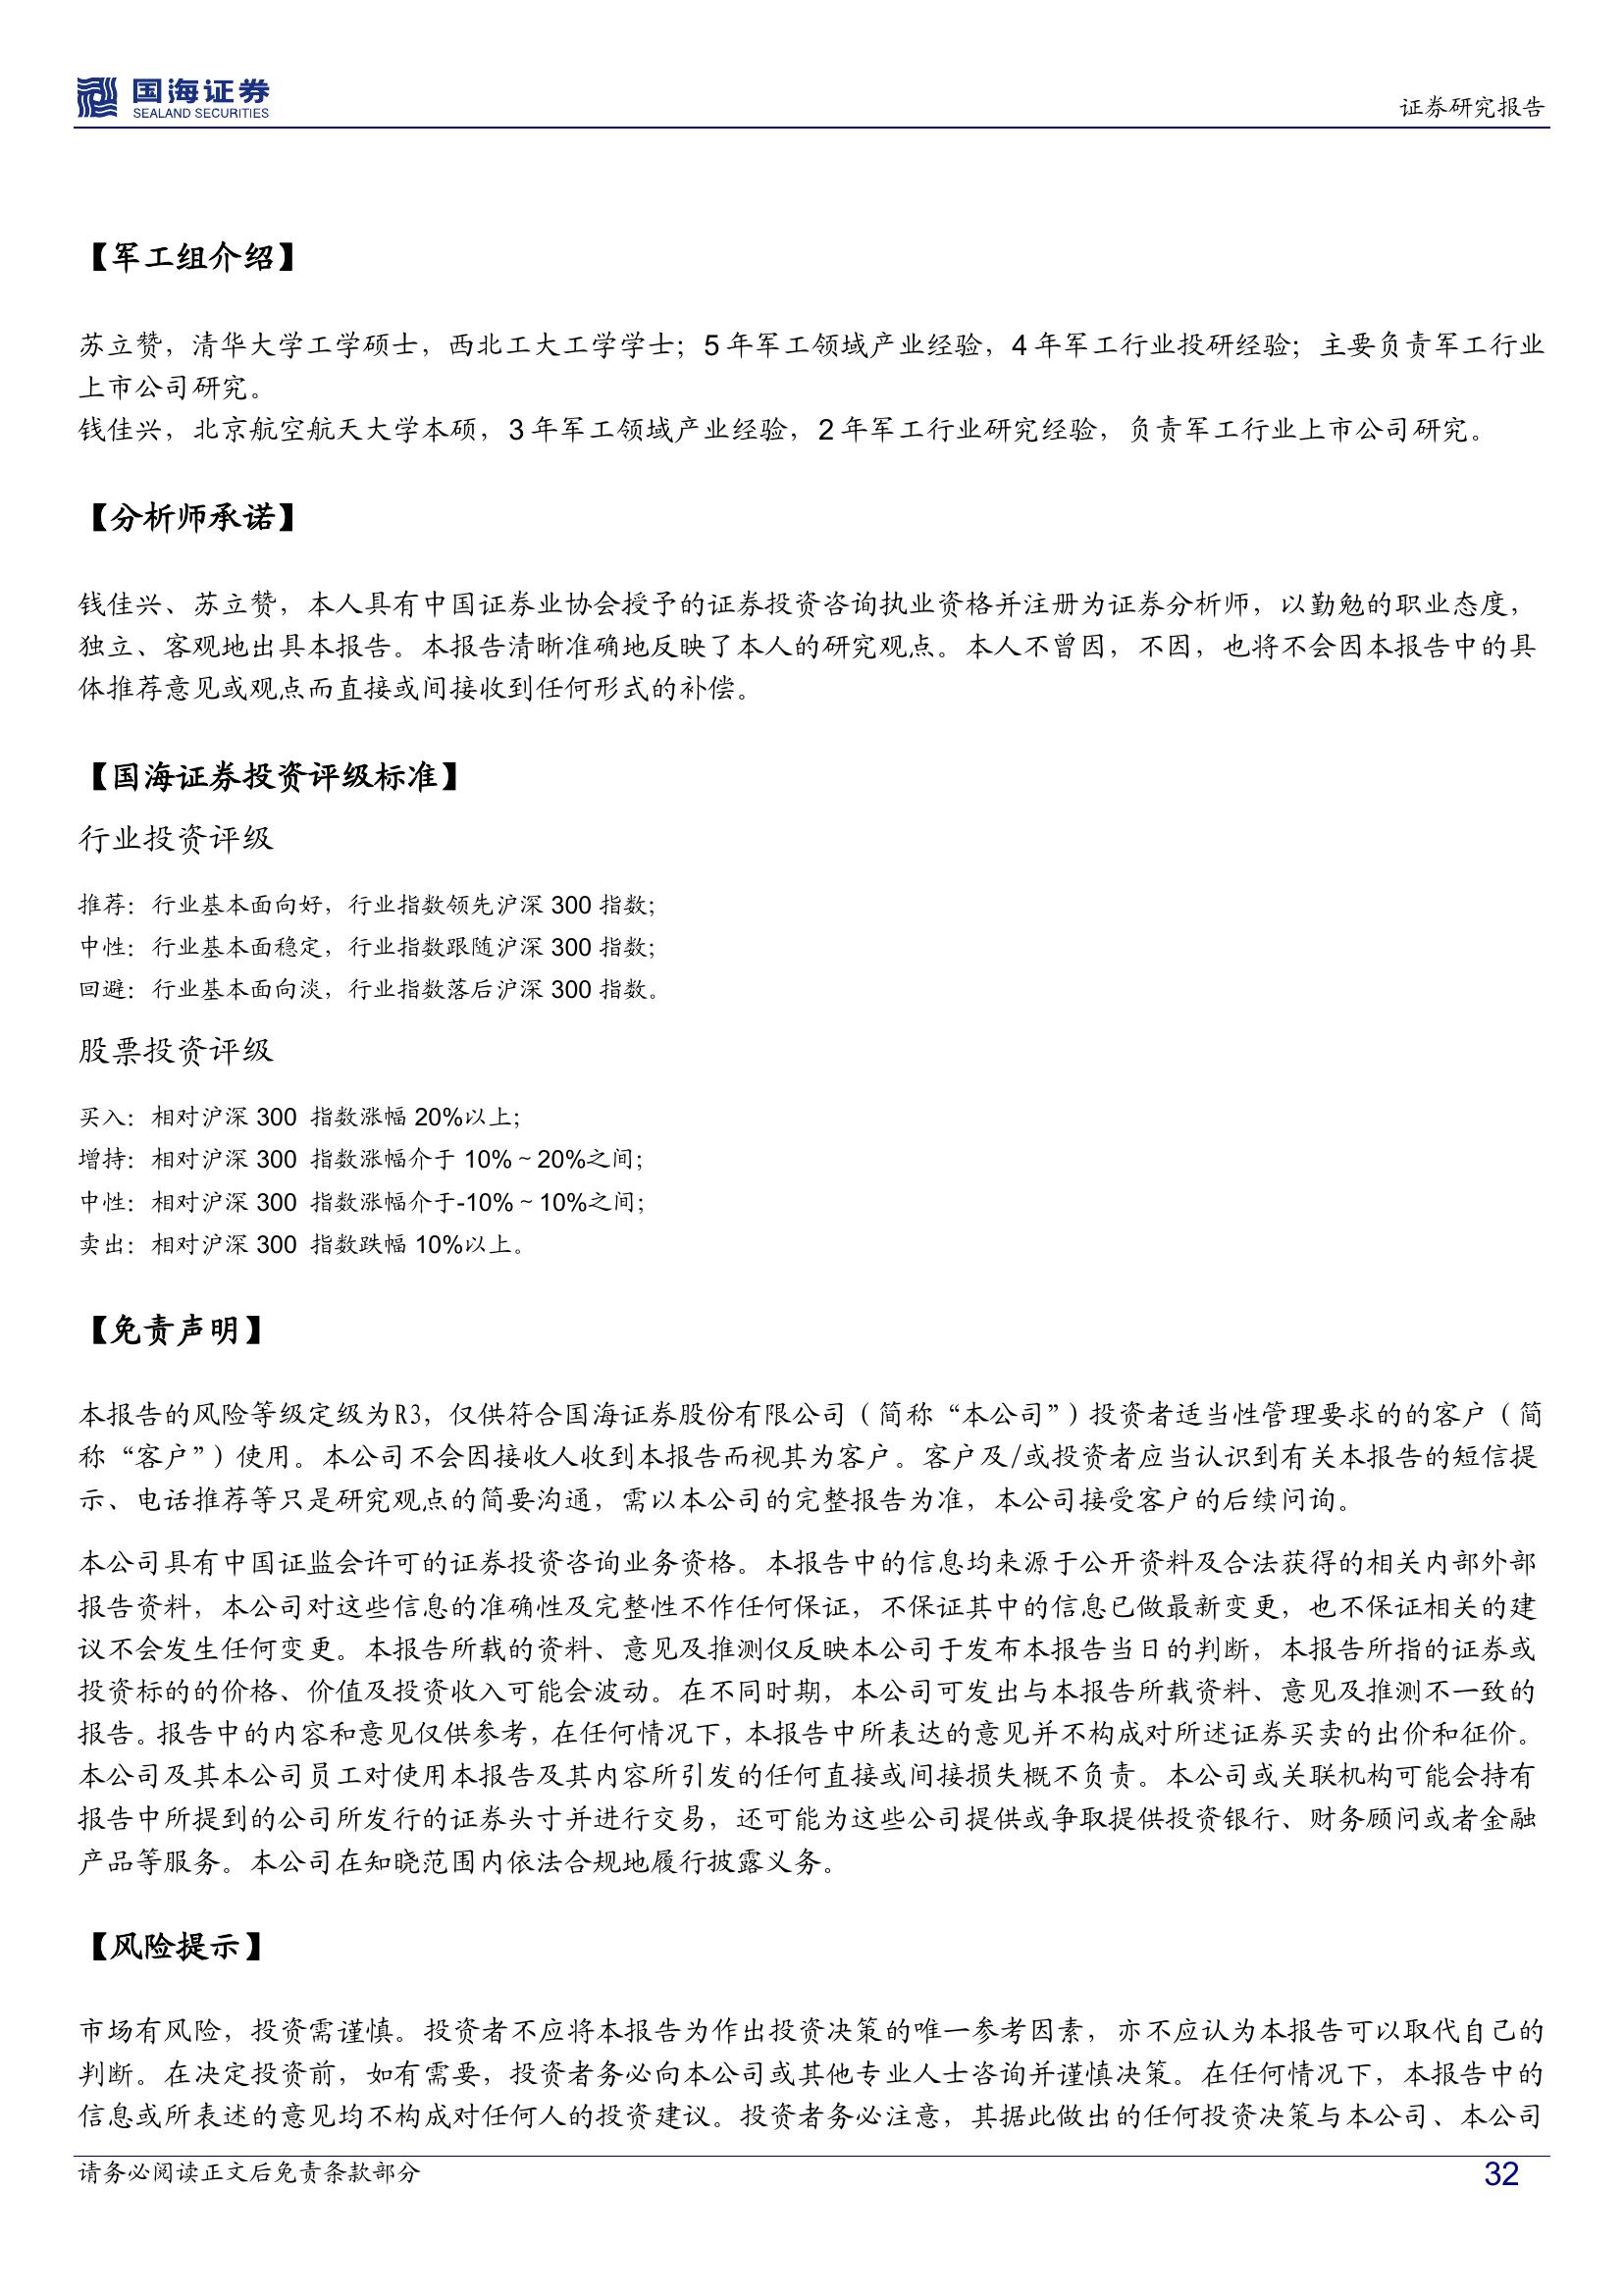 国海证券
SEALAND SECURITIES
证券研究报告
【军工组介绍】
苏立赞，清华大学工学硕士，西北工大工学学士；5 年军工领域产业经验，4 年军工行业投研经验；主要负责军工行业
上市公司研究。
钱佳兴，北京航空航天大学本硕，3 年军工领域产业经验，2 年军工行业研究经验，负责军工行业上市公司研究。
【分析师承诺】
钱佳兴、苏立赞，本人具有中国证券业协会授予的证券投资咨询执业资格并注册为证券分析师，以勤勉的职业态度，
独立、客观地出具本报告。本报告清晰准确地反映了本人的研究观点。本人不曾因，不因，也将不会因本报告中的具
体推荐意见或观点而直接或间接收到任何形式的补偿。
【国海证券投资评级标准】
行业投资评级
推荐：行业基本面向好，行业指数领先沪深 300 指数；
中性：行业基本面稳定，行业指数跟随沪深 300 指数；
回避：行业基本面向淡，行业指数落后沪深 300 指数。
股票投资评级
买入：相对沪深 300 指数涨幅 20%以上；
增持：相对沪深 300 指数涨幅介于 10%～20%之间；
中性：相对沪深 300 指数涨幅介于-10%～10%之间；
卖出：相对沪深 300 指数跌幅 10%以上。
【免责声明】
本报告的风险等级定级为R3，仅供符合国海证券股份有限公司（简称“本公司”）投资者适当性管理要求的的客户（简
称“客户”）使用。本公司不会因接收人收到本报告而视其为客户。客户及/或投资者应当认识到有关本报告的短信提
示、电话推荐等只是研究观点的简要沟通，需以本公司的完整报告为准，本公司接受客户的后续问询。
本公司具有中国证监会许可的证券投资咨询业务资格。本报告中的信息均来源于公开资料及合法获得的相关内部外部
报告资料，本公司对这些信息的准确性及完整性不作任何保证，不保证其中的信息已做最新变更，也不保证相关的建
议不会发生任何变更。本报告所载的资料、意见及推测仅反映本公司于发布本报告当日的判断，本报告所指的证券或
投资标的的价格、价值及投资收入可能会波动。在不同时期，本公司可发出与本报告所载资料、意见及推测不一致的
报告。报告中的内容和意见仅供参考，在任何情况下，本报告中所表达的意见并不构成对所述证券买卖的出价和征价。
本公司及其本公司员工对使用本报告及其内容所引发的任何直接或间接损失概不负责。本公司或关联机构可能会持有
报告中所提到的公司所发行的证券头寸并进行交易，还可能为这些公司提供或争取提供投资银行、财务顾问或者金融
产品等服务。本公司在知晓范围内依法合规地履行披露义务。
【风险提示】
市场有风险，投资需谨慎。投资者不应将本报告为作出投资决策的唯一参考因素，亦不应认为本报告可以取代自己的
判断。在决定投资前，如有需要，投资者务必向本公司或其他专业人士咨询并谨慎决策。在任何情况下，本报告中的
信息或所表述的意见均不构成对任何人的投资建议。投资者务必注意，其据此做出的任何投资决策与本公司、本公司
请务必阅读正文后免责条款部分
32